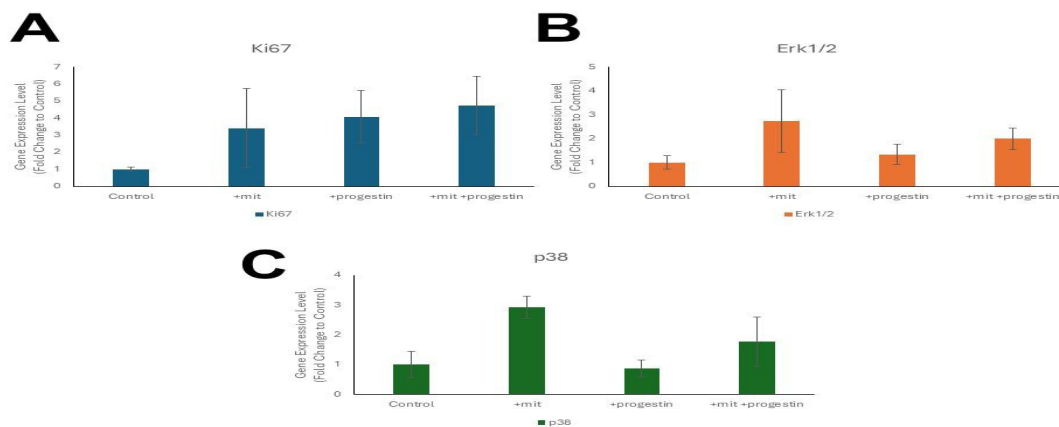 A
Ki67
Gene Expression Level
(Fold Change to Control)
7
6
5
4
3
2
1
0
Control +mit +progestin +mit +progestin
Ki67
B
Erk1/2
Gene Expression Level
(Fold Change to Control)
5
4
3
2
1
0
Control +mit +progestin +mit +progestin
Erk1/2
C
p38
Gene Expression Level
(Fold Change to Control)
4
3
2
1
0
Control +mit +progestin +mit +progestin
p38